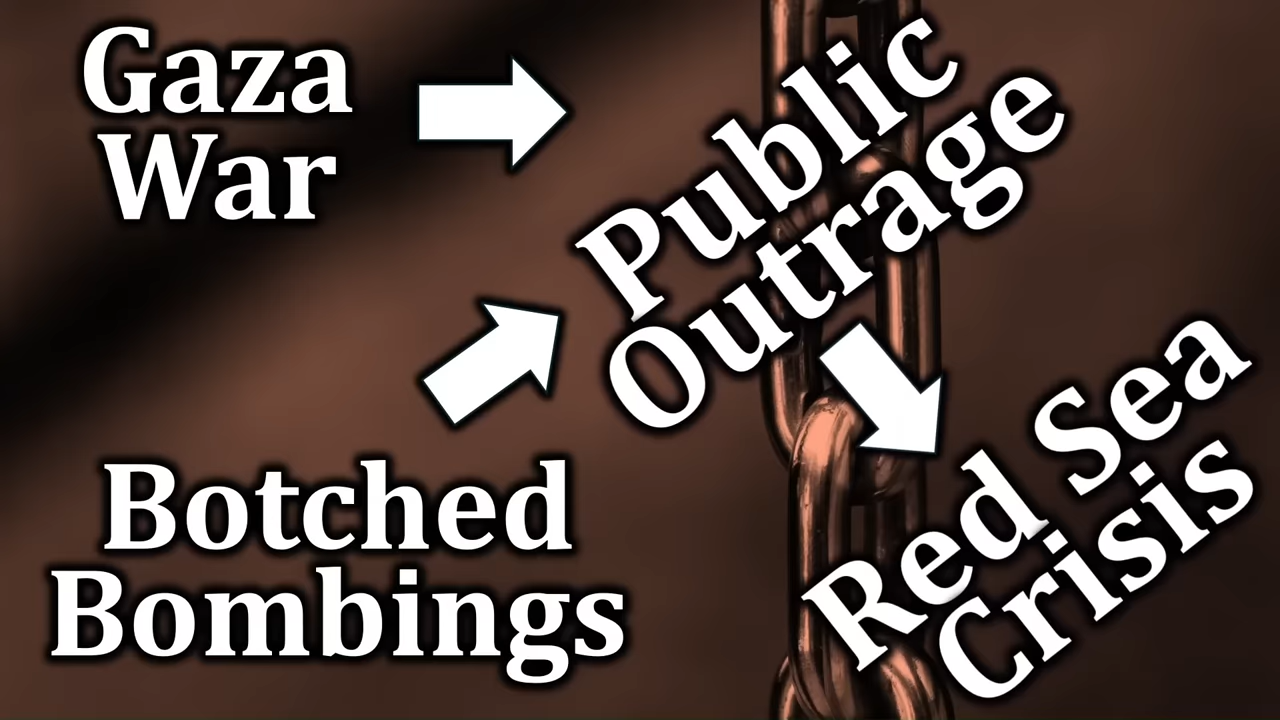 Gaza
War
Public
Outrage
Botched
Bombings
Red Sea
Crisis